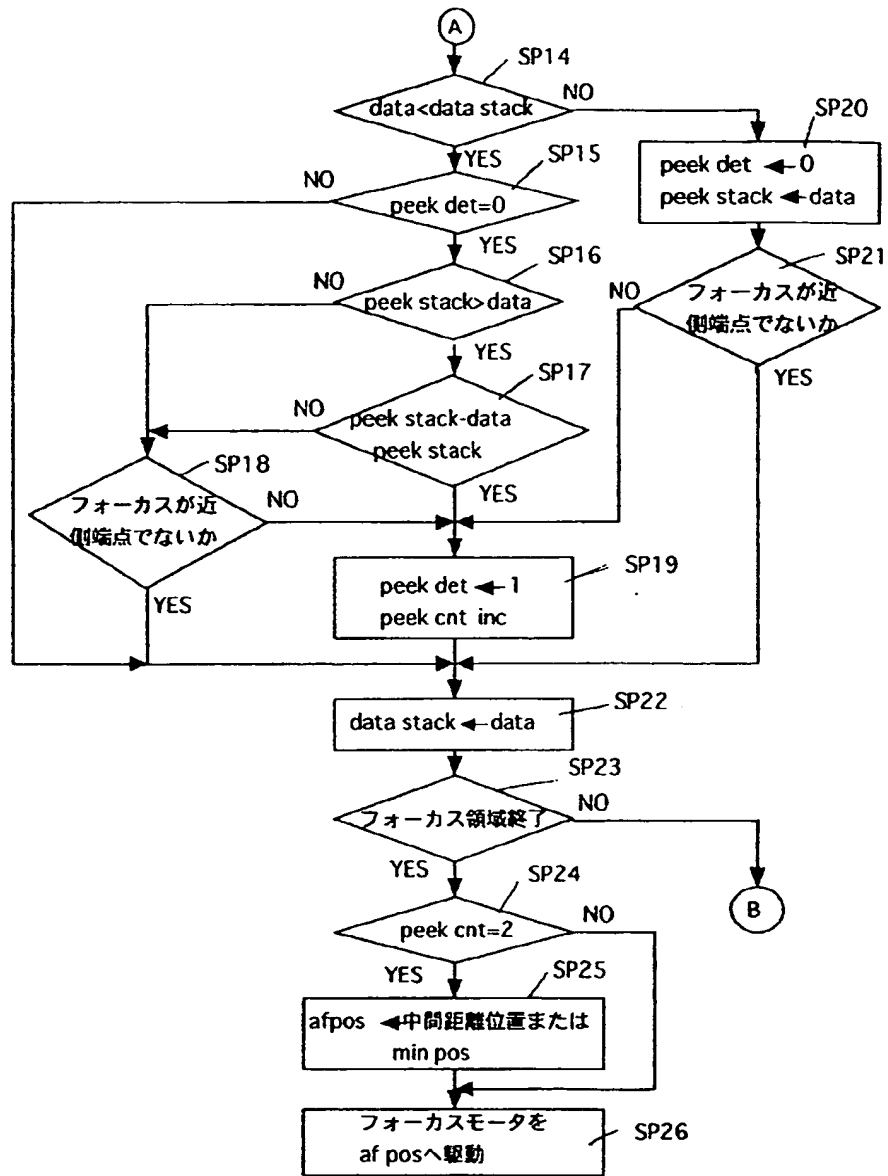 A
SP14
data<data stack
NO
YES
SP20
peek det ←0
peek stack ←data
SP15
NO
peek det=0
YES
SP21
フォーカスが近
側端点でないか
NO
YES
SP16
NO
peek stack>data
YES
SP17
NO
peek stack-data
peek stack
YES
SP18
フォーカスが近
側端点でないか
NO
YES
SP19
peek det ←1
peek cnt inc
SP22
data stack ←data
SP23
フォーカス領域終了
NO
YES
B
SP24
peek cnt=2
NO
YES
SP25
afpos ←中間距離位置または
min pos
フォーカスモータを
af posへ駆動
SP26